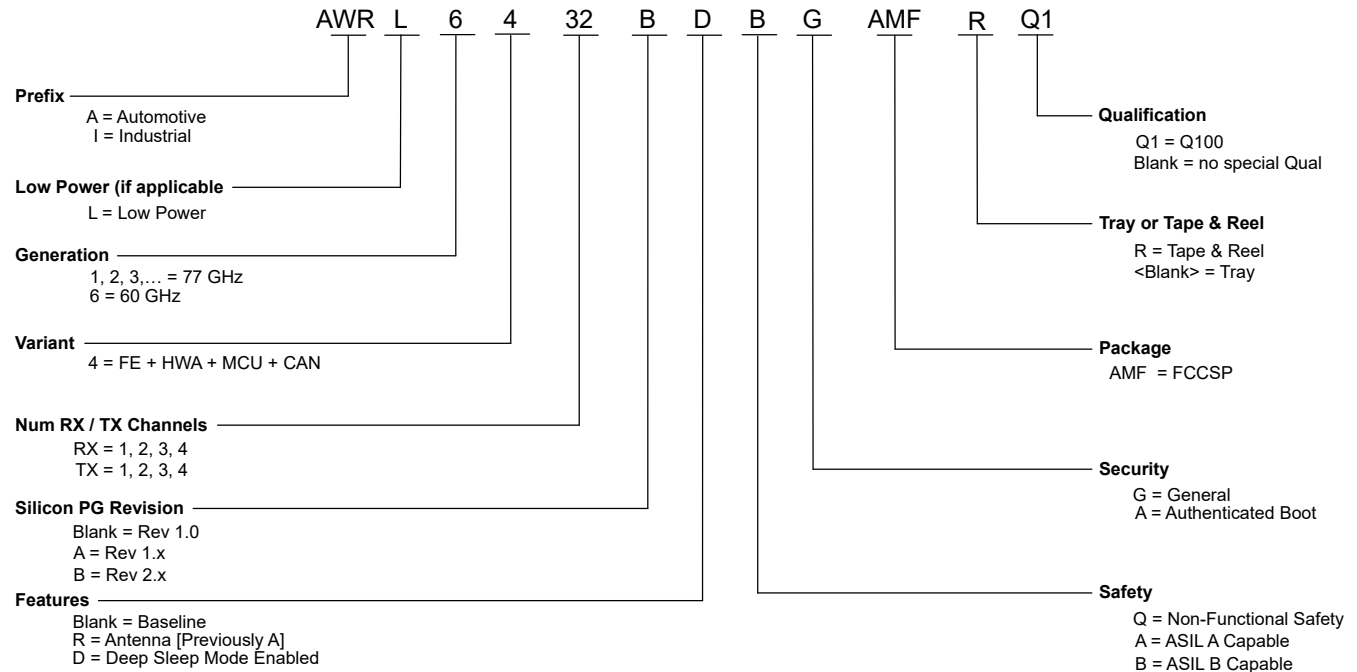 AWR L 6 4 32 B D B G AMF R Q1
Prefix
A = Automotive
I = Industrial
Low Power (if applicable
L = Low Power
Generation
1, 2, 3,... = 77 GHz
6 = 60 GHz
Variant
4 = FE + HWA + MCU + CAN
Num RX / TX Channels
RX = 1, 2, 3, 4
TX = 1, 2, 3, 4
Silicon PG Revision
Blank = Rev 1.0
A = Rev 1.x
B = Rev 2.x
Features
Blank = Baseline
R = Antenna [Previously A]
D = Deep Sleep Mode Enabled
Qualification
Q1 = Q100
Blank = no special Qual
Tray or Tape & Reel
R = Tape & Reel
<Blank> = Tray
Package
AMF = FCCSP
Security
G = General
A = Authenticated Boot
Safety
Q = Non-Functional Safety
A = ASIL A Capable
B = ASIL B Capable